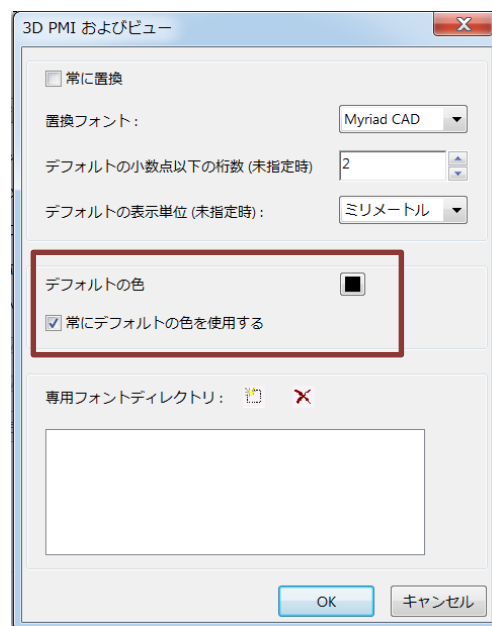 3D PMI およびビュー
常に置換
置換フォント : Myriad CAD
デフォルトの小数点以下の桁数 (未指定時) 2
デフォルトの表示単位 (未指定時) : ミリメートル
デフォルトの色
常にデフォルトの色を使用する
専用フォントディレクトリ :
OK キャンセル